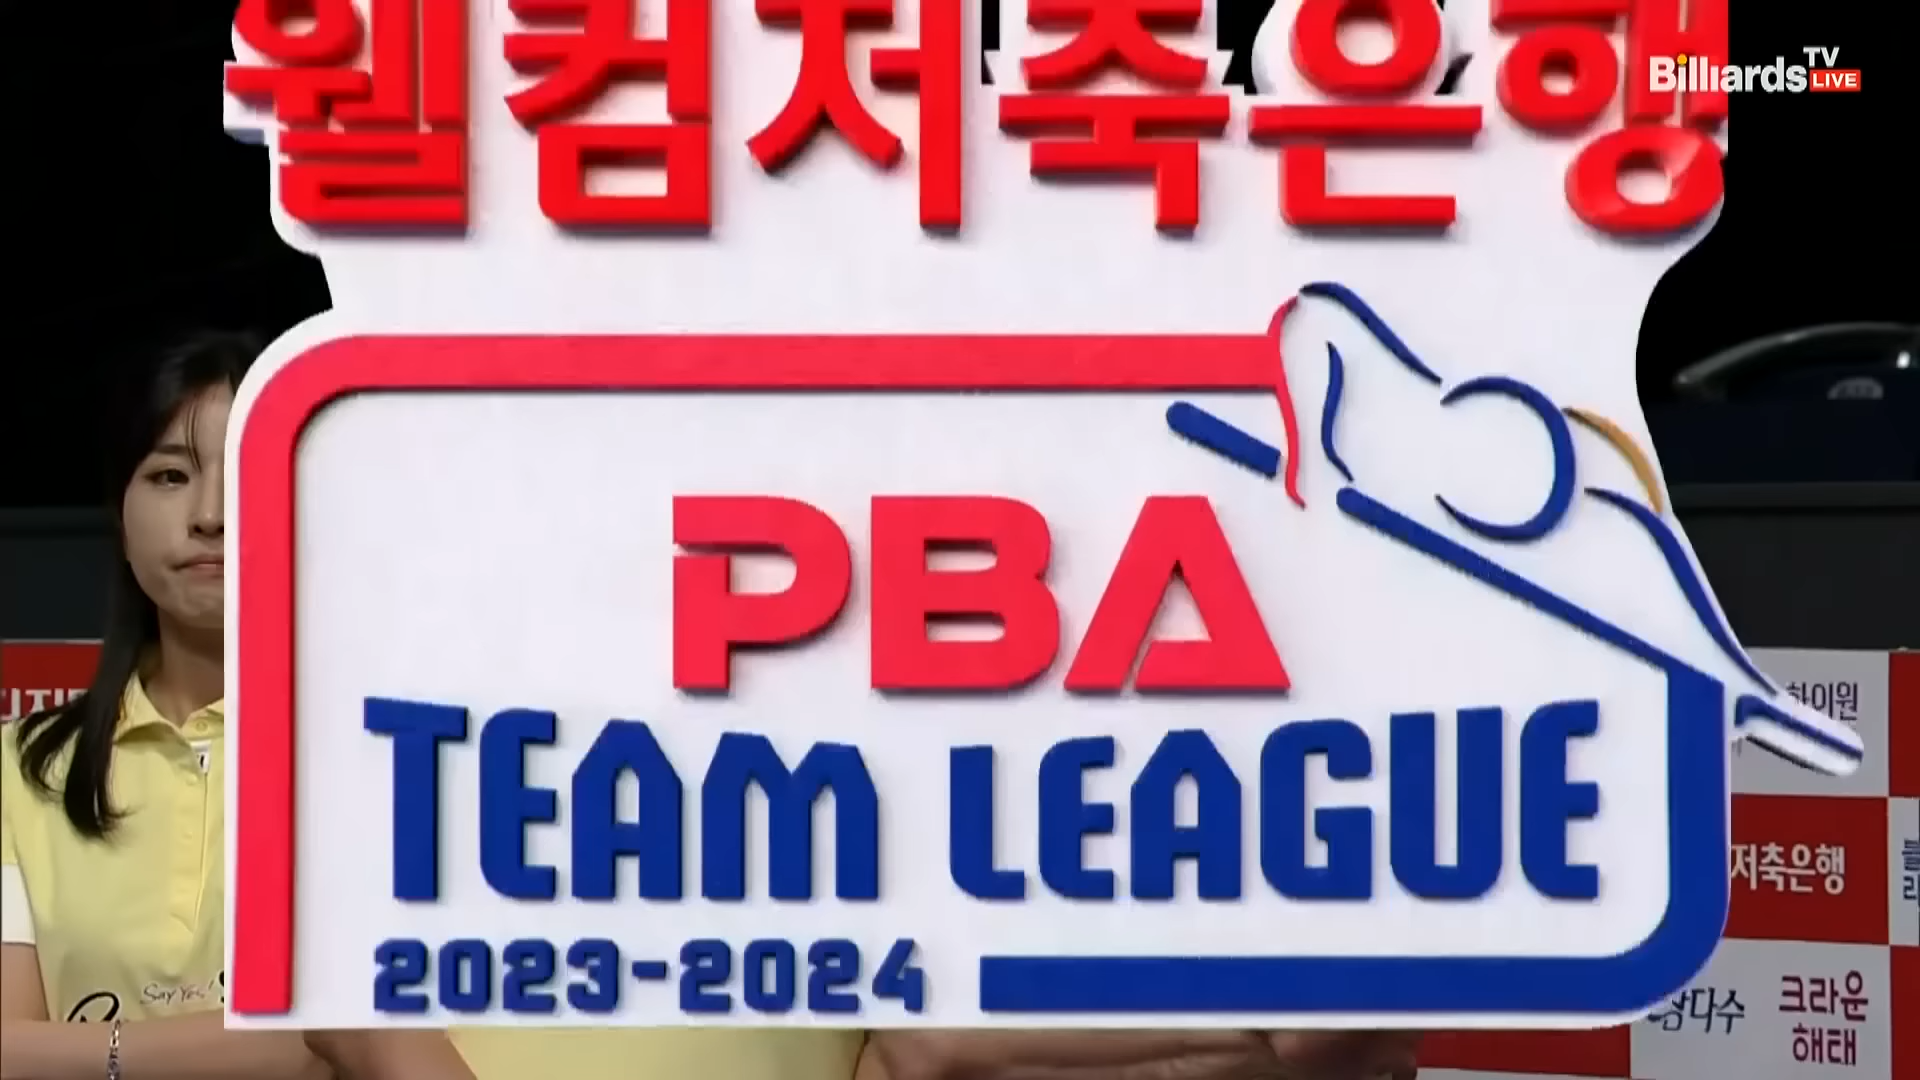 웰컴저축은행
Billiards TV
LIVE
PBA
TEAM LEAGUE
2023-2024
하이원
저축은행
크라운
해태
Say Yes!